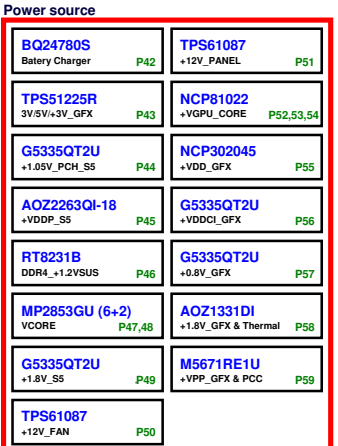 Power source
BQ24780S
Batery Charger P42
TPS51225R
3V/5V/+3V_GFX P43
G5335QT2U
+1.05V_PCH_S5 P44
AOZ2263QI-18
+VDDP_S5 P45
RT8231B
DDR4_+1.2VSUS P46
MP2853GU (6+2)
VCORE P47,48
G5335QT2U
+1.8V_S5 P49
TPS61087
+12V_FAN P50
TPS61087
+12V_PANEL P51
NCP81022
+VGPU_CORE P52,53,54
NCP302045
+VDD_GFX P55
G5335QT2U
+VDDCI_GFX P56
G5335QT2U
+0.8V_GFX P57
AOZ1331DI
+1.8V_GFX & Thermal P58
M5671RE1U
+VPP_GFX & PCC P59